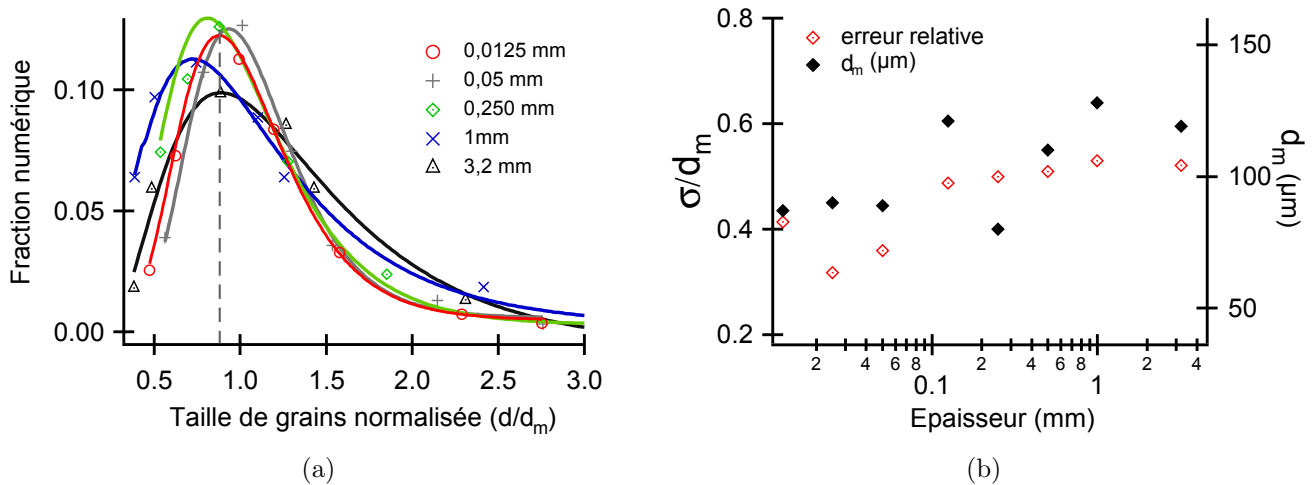 Fraction numérique
0.10
0.05
0.00
0,0125 mm
0,05 mm
0,250 mm
1mm
3,2 mm
0.5 1.0 1.5 2.0 2.5 3.0
Taille de grains normalisée (d/dm)
(a)
σ/dm
0.8
0.6
0.4
0.2
erreur relative
dm (µm)
150
100
50
dm (µm)
2 4 6 8 2 4 6 8 2 4
0.1 1
Epaisseur (mm)
(b)